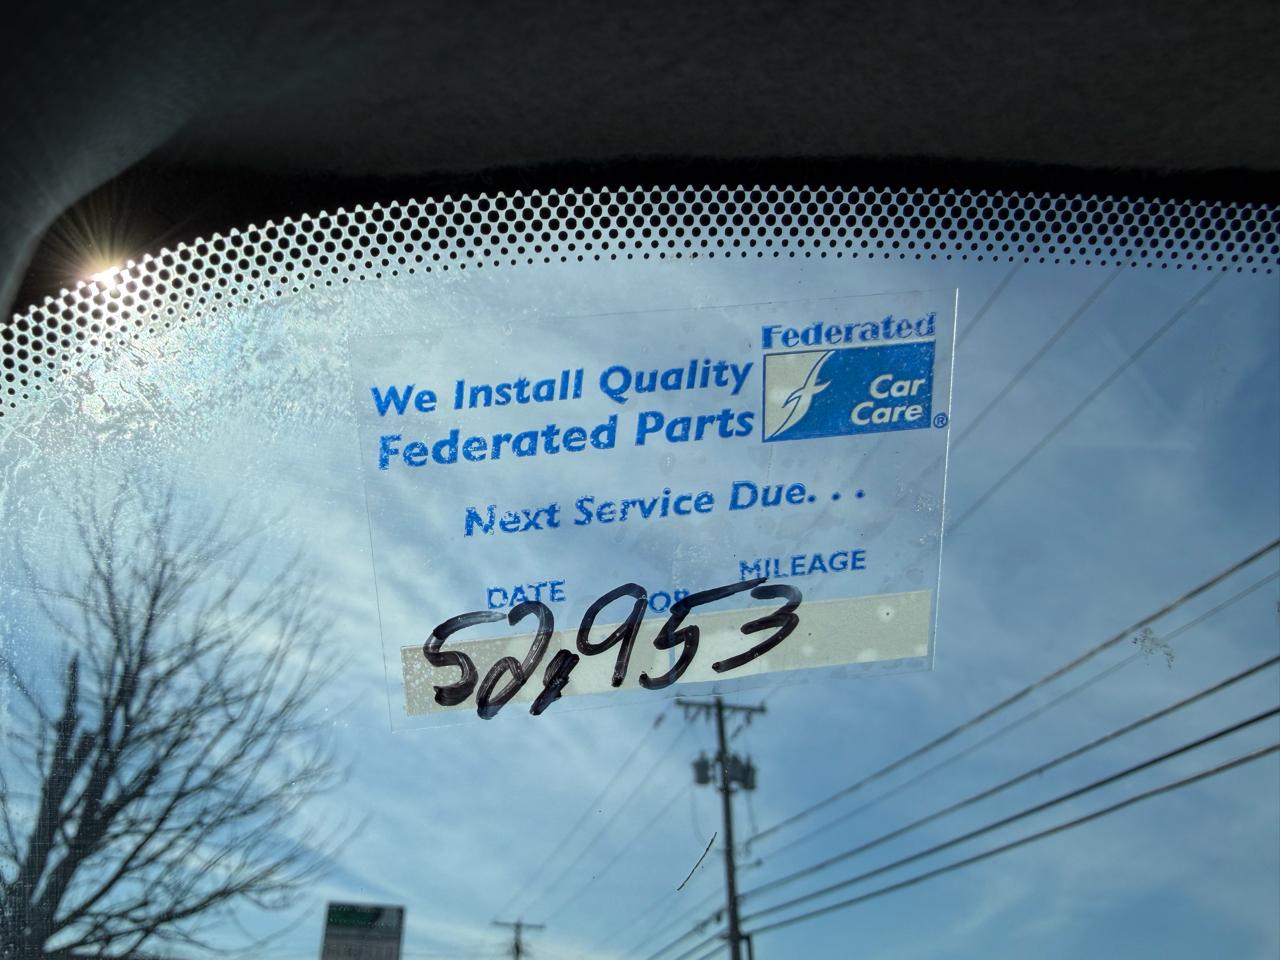 Federated
Car
Care ®
We Install Quality
Federated Parts
Next Service Due. . .
DATE
OR
MILEAGE
52,953